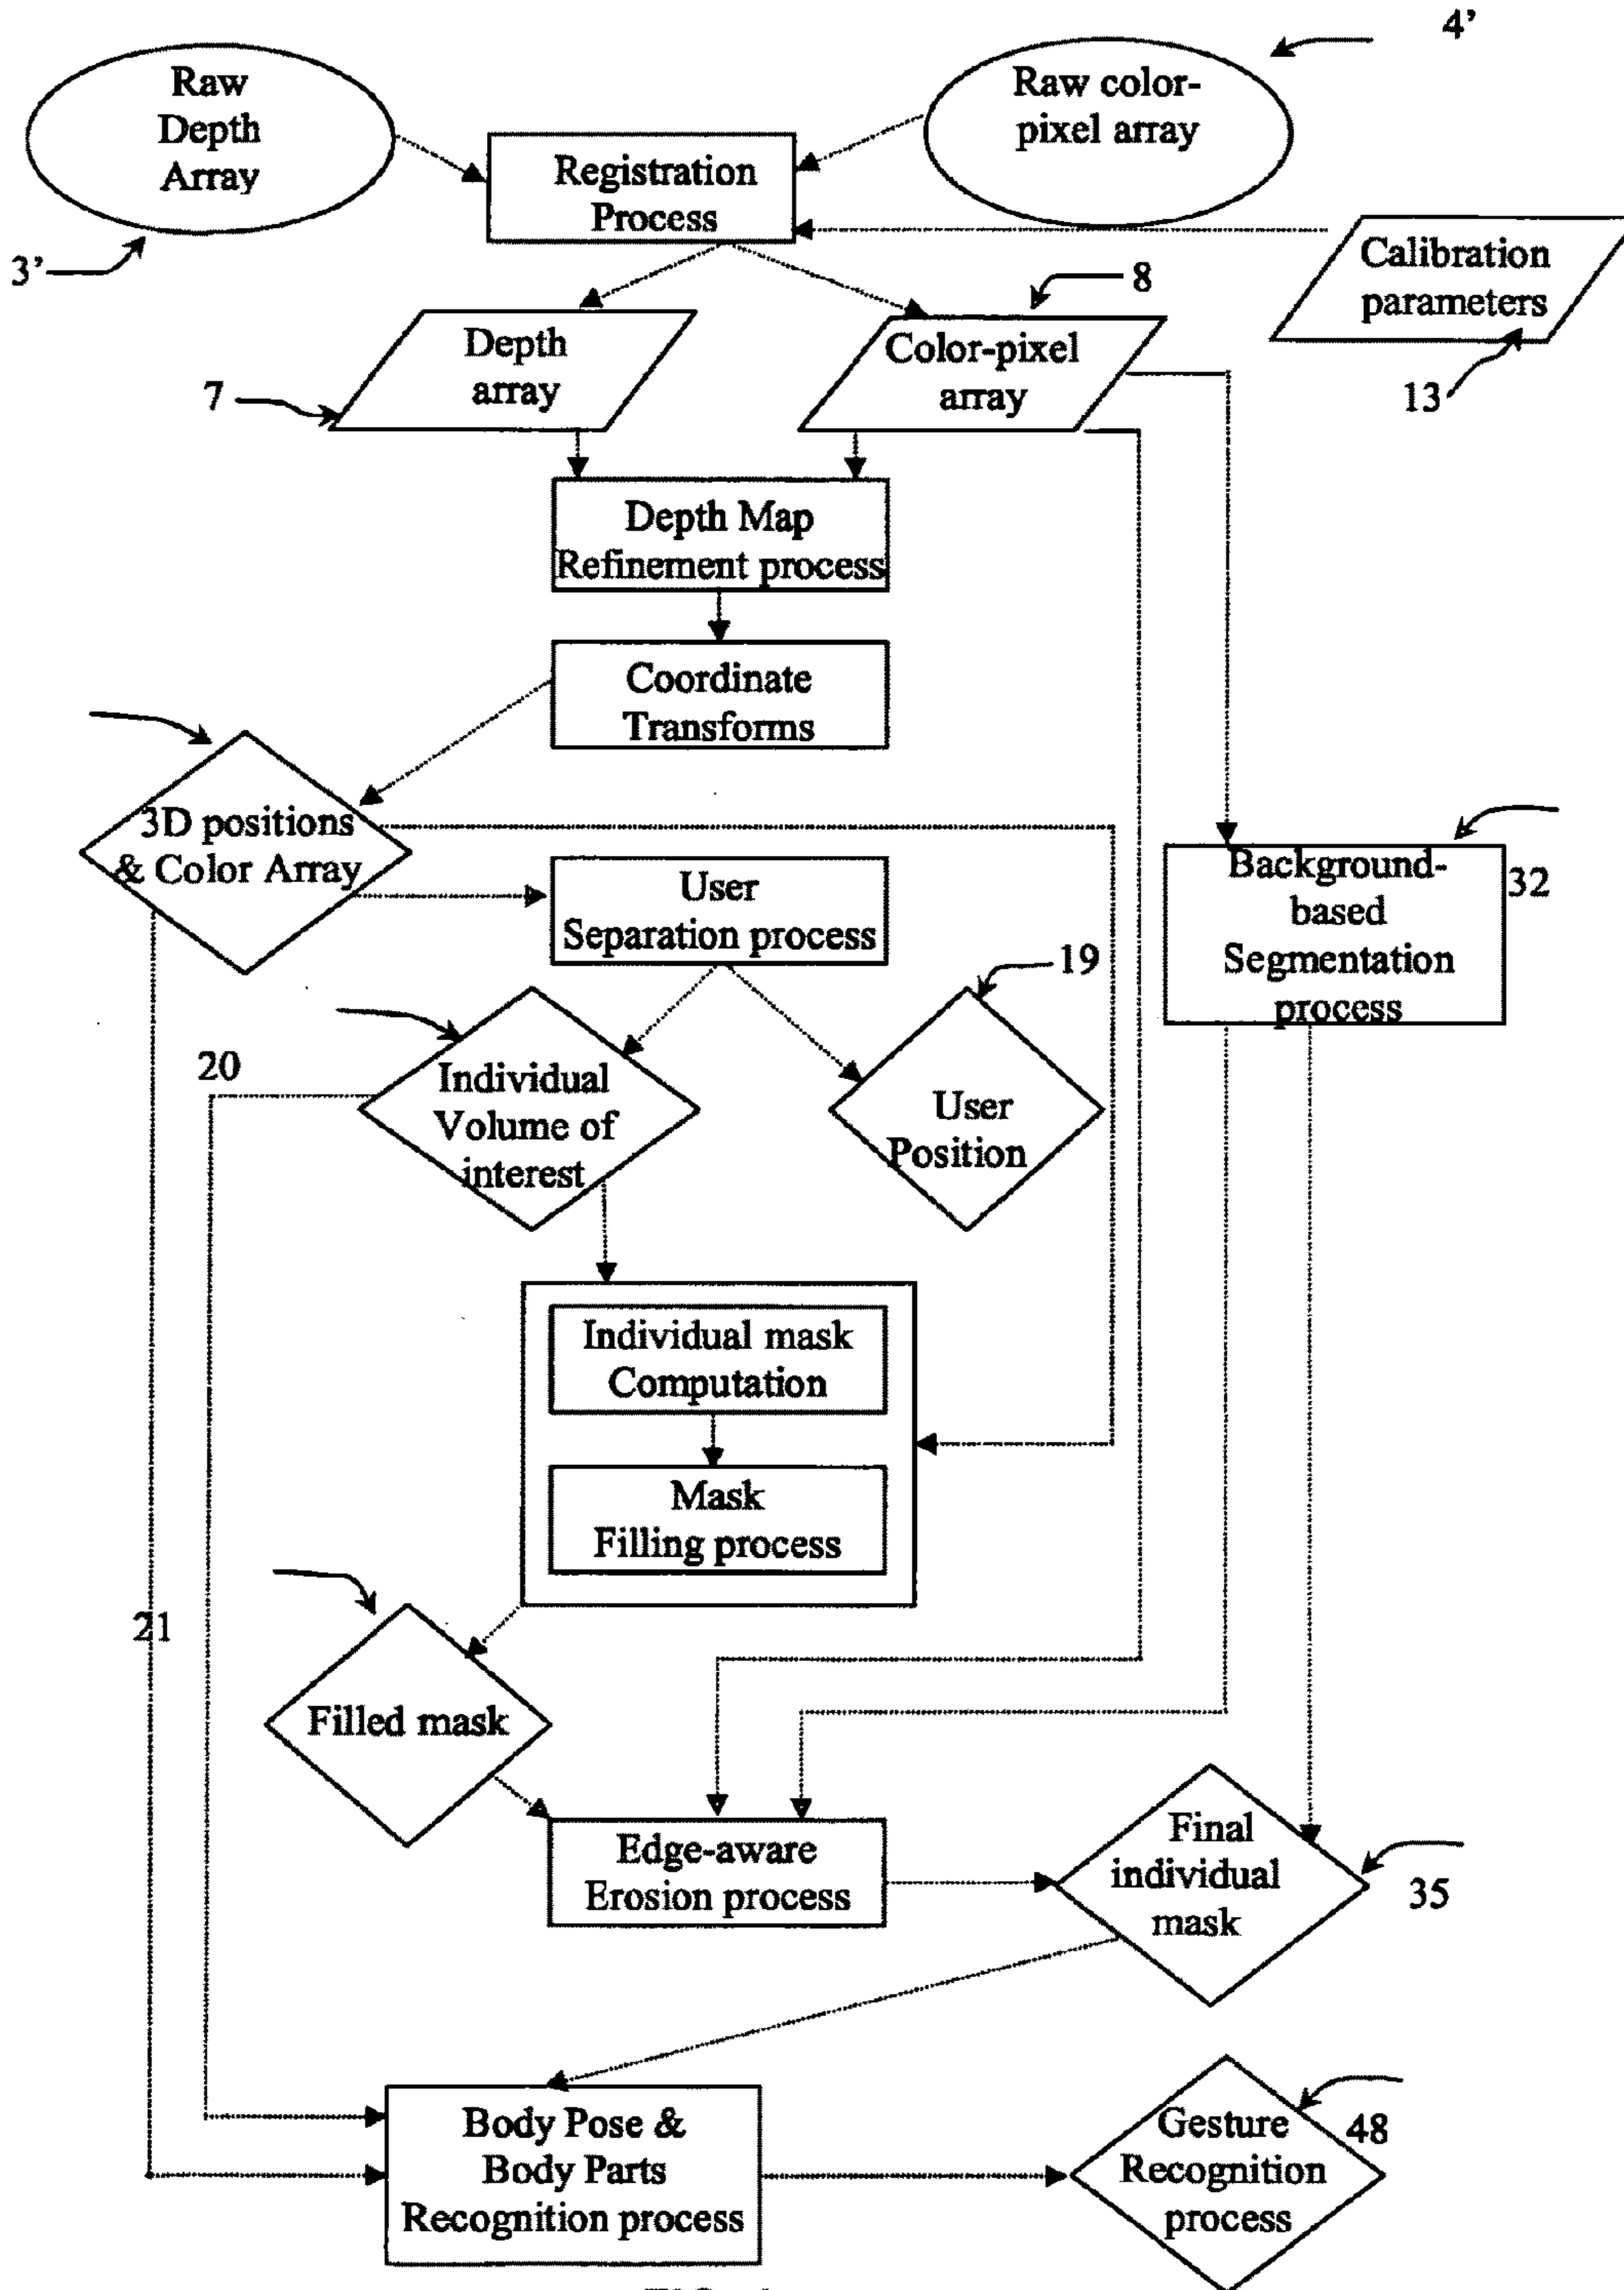 4’
Raw
Depth
Array
Raw color-
pixel array
Registration
Process
3’
Calibration
parameters
8
Depth
array
Color-pixel
array
7
13
Depth Map
Refinement process
Coordinate
Transforms
3D positions
& Color Array
User
Separation process
Background-
based
Segmentation
process
32
19
20
Individual
Volume of
interest
User
Position
Individual mask
Computation
Mask
Filling process
21
Filled mask
Edge-aware
Erosion process
Final
individual
mask
35
Body Pose &
Body Parts
Recognition process
Gesture
Recognition
process
48